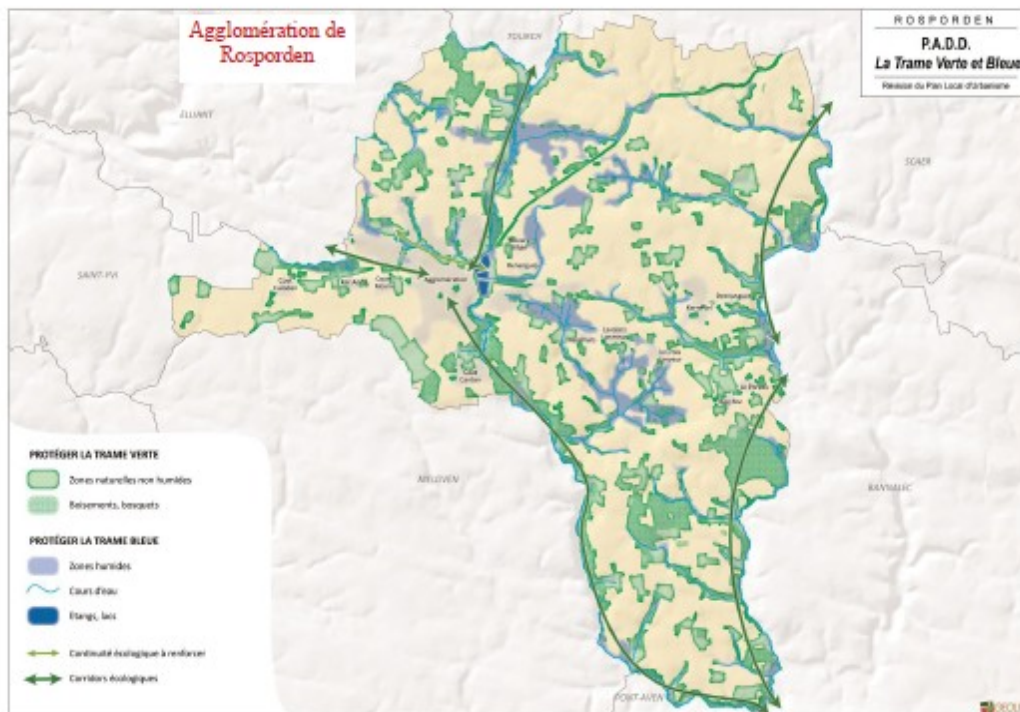 Agglomération de
Rosporden
ROSPORDEN
P.A.D.D.
La Trame Verte et Bleue
Révision du Plan Local d'Urbanisme
TOURCH
ELLIANT
SCAER
SAINT-YVI
Agglomération
MELGVEN
BANNALEC
PONT-AVEN
PROTÉGER LA TRAME VERTE
Zones naturelles non humides
Boisements, bosquets
PROTÉGER LA TRAME BLEUE
Zones humides
Cours d'eau
Etangs, lacs
Continuité écologique à renforcer
Corridors écologiques